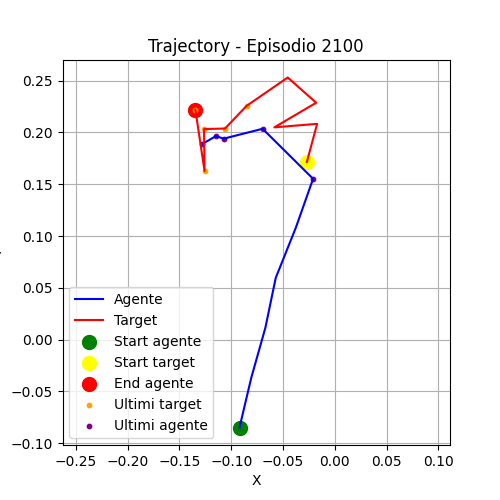 Trajectory - Episodio 2100
0.25
0.20
0.15
0.10
0.05
0.00
−0.05
−0.10
Agente
Target
Start agente
Start target
End agente
Ultimi target
Ultimi agente
−0.25 −0.20 −0.15 −0.10 −0.05 0.00 0.05 0.10
X